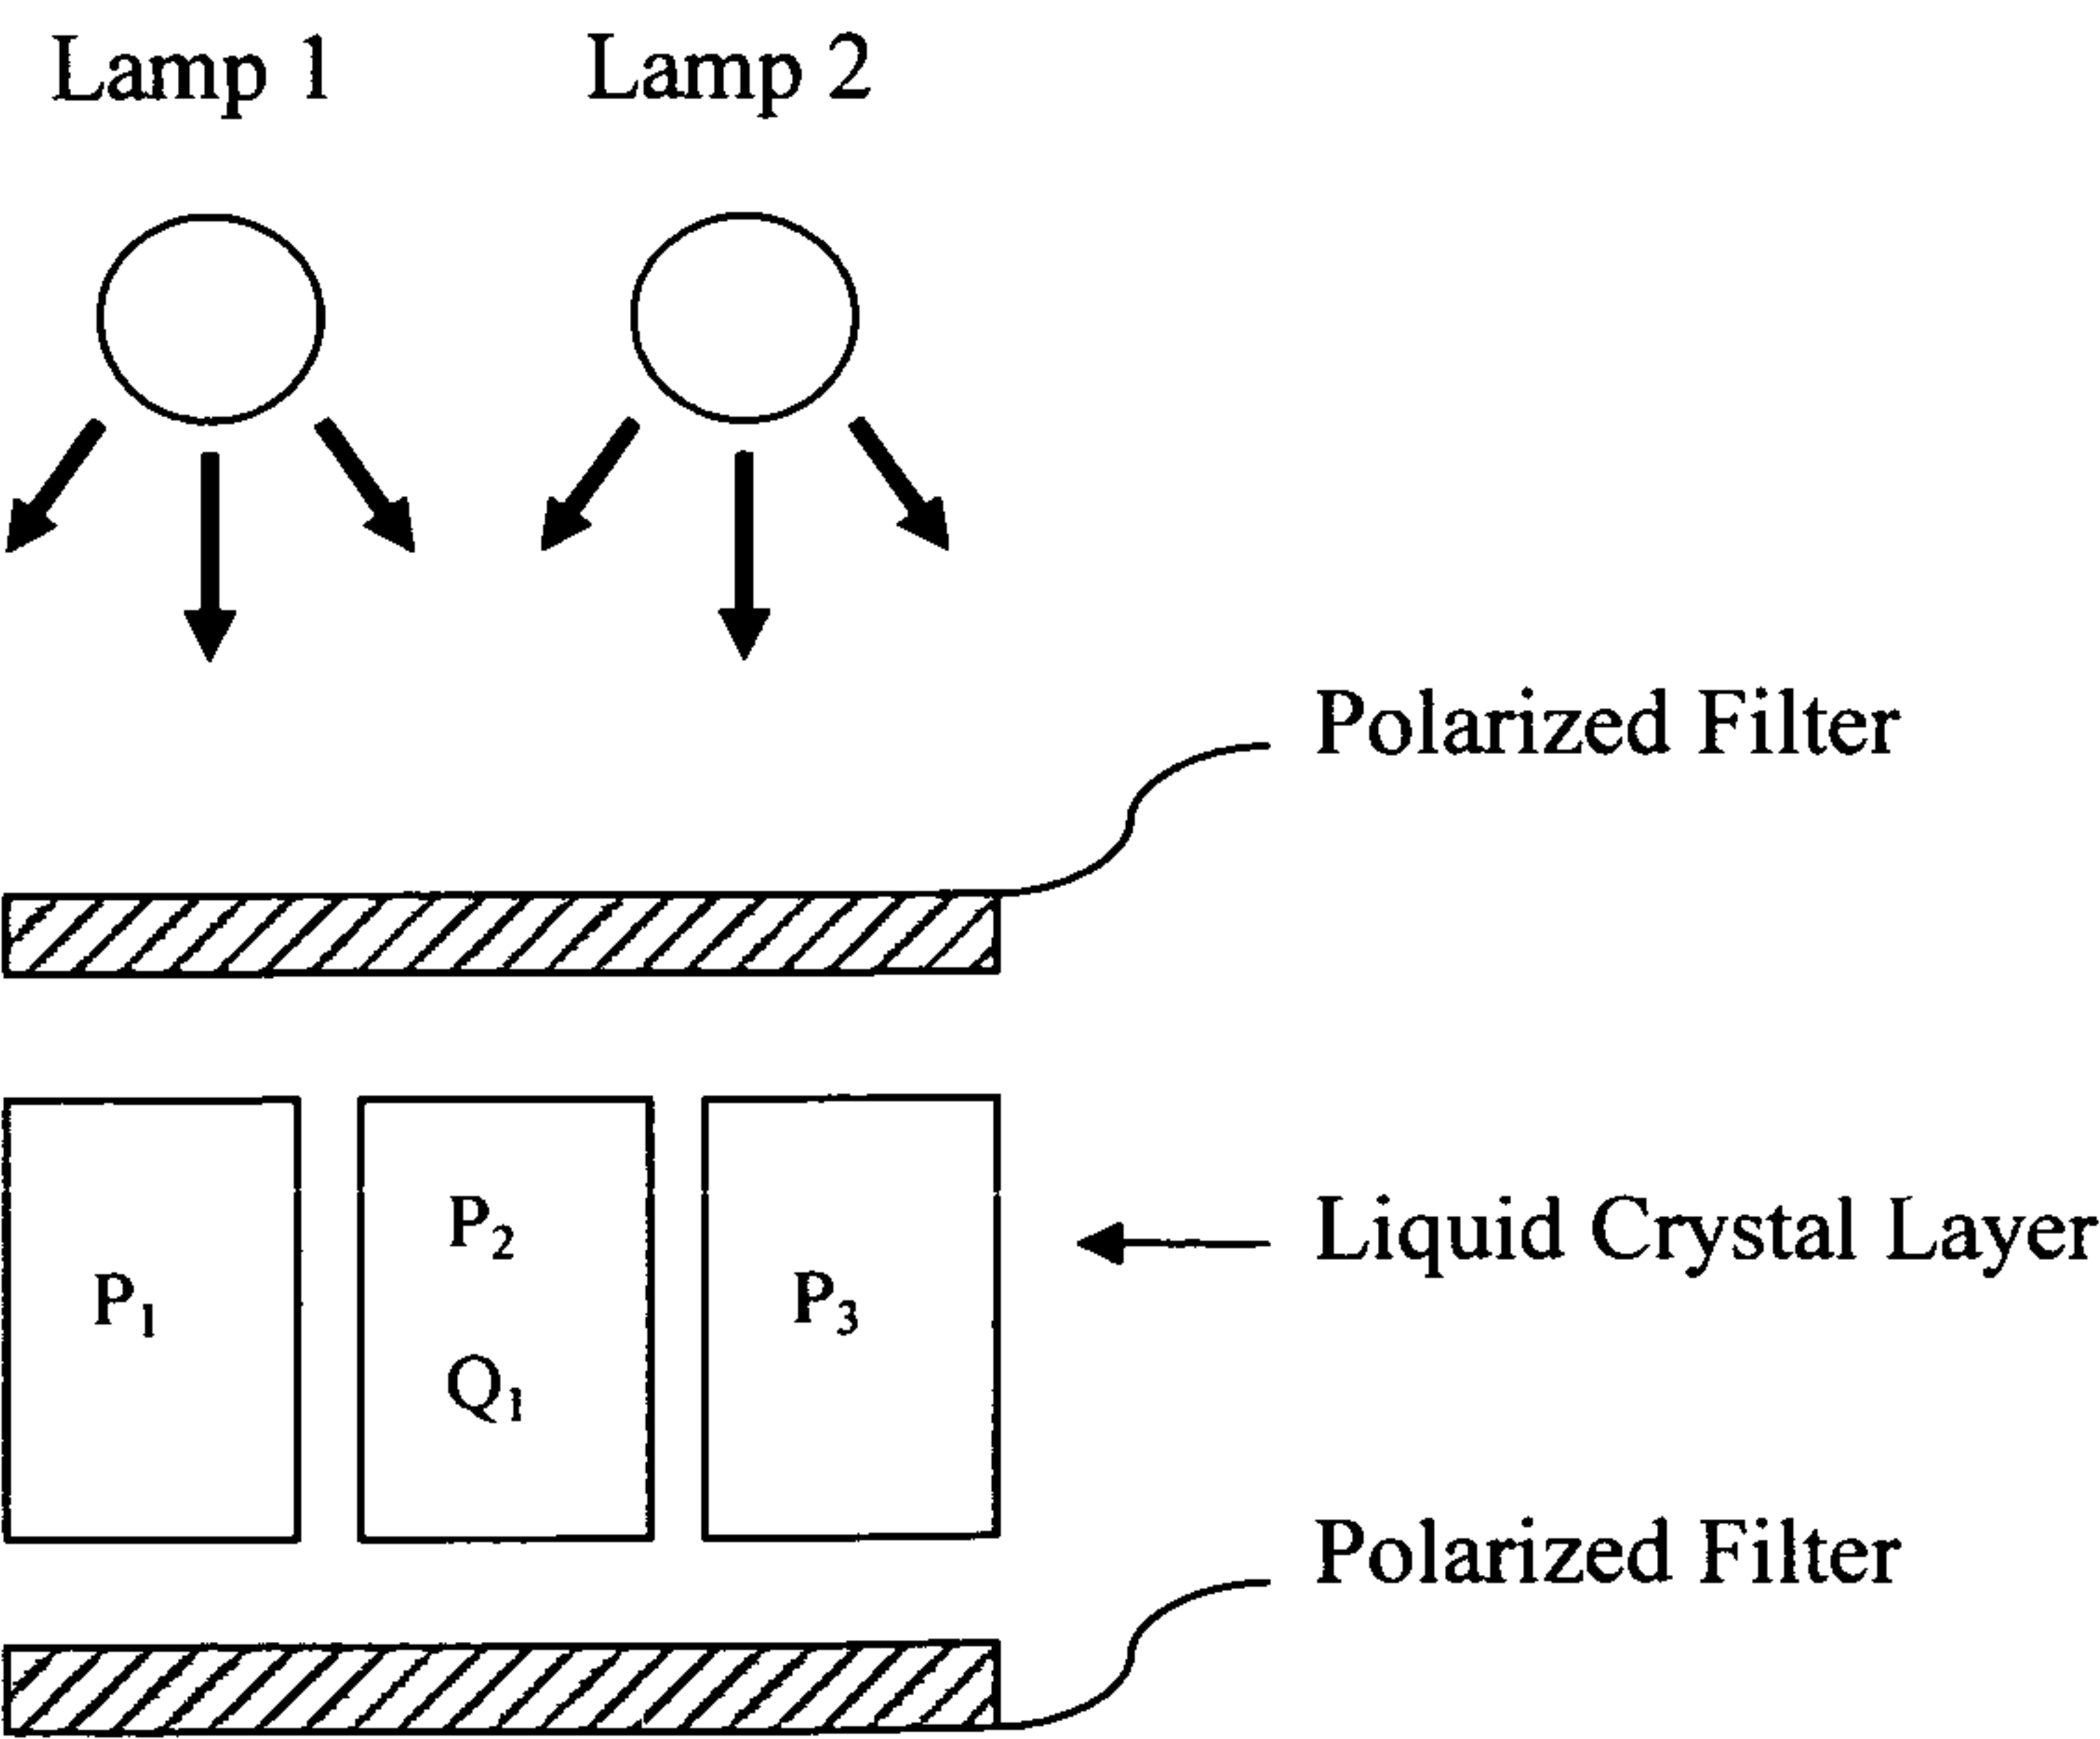 Lamp 1 Lamp 2
Polarized Filter
P₂
Liquid Crystal Layer
P₁ P₃
Q₁
Polarized Filter